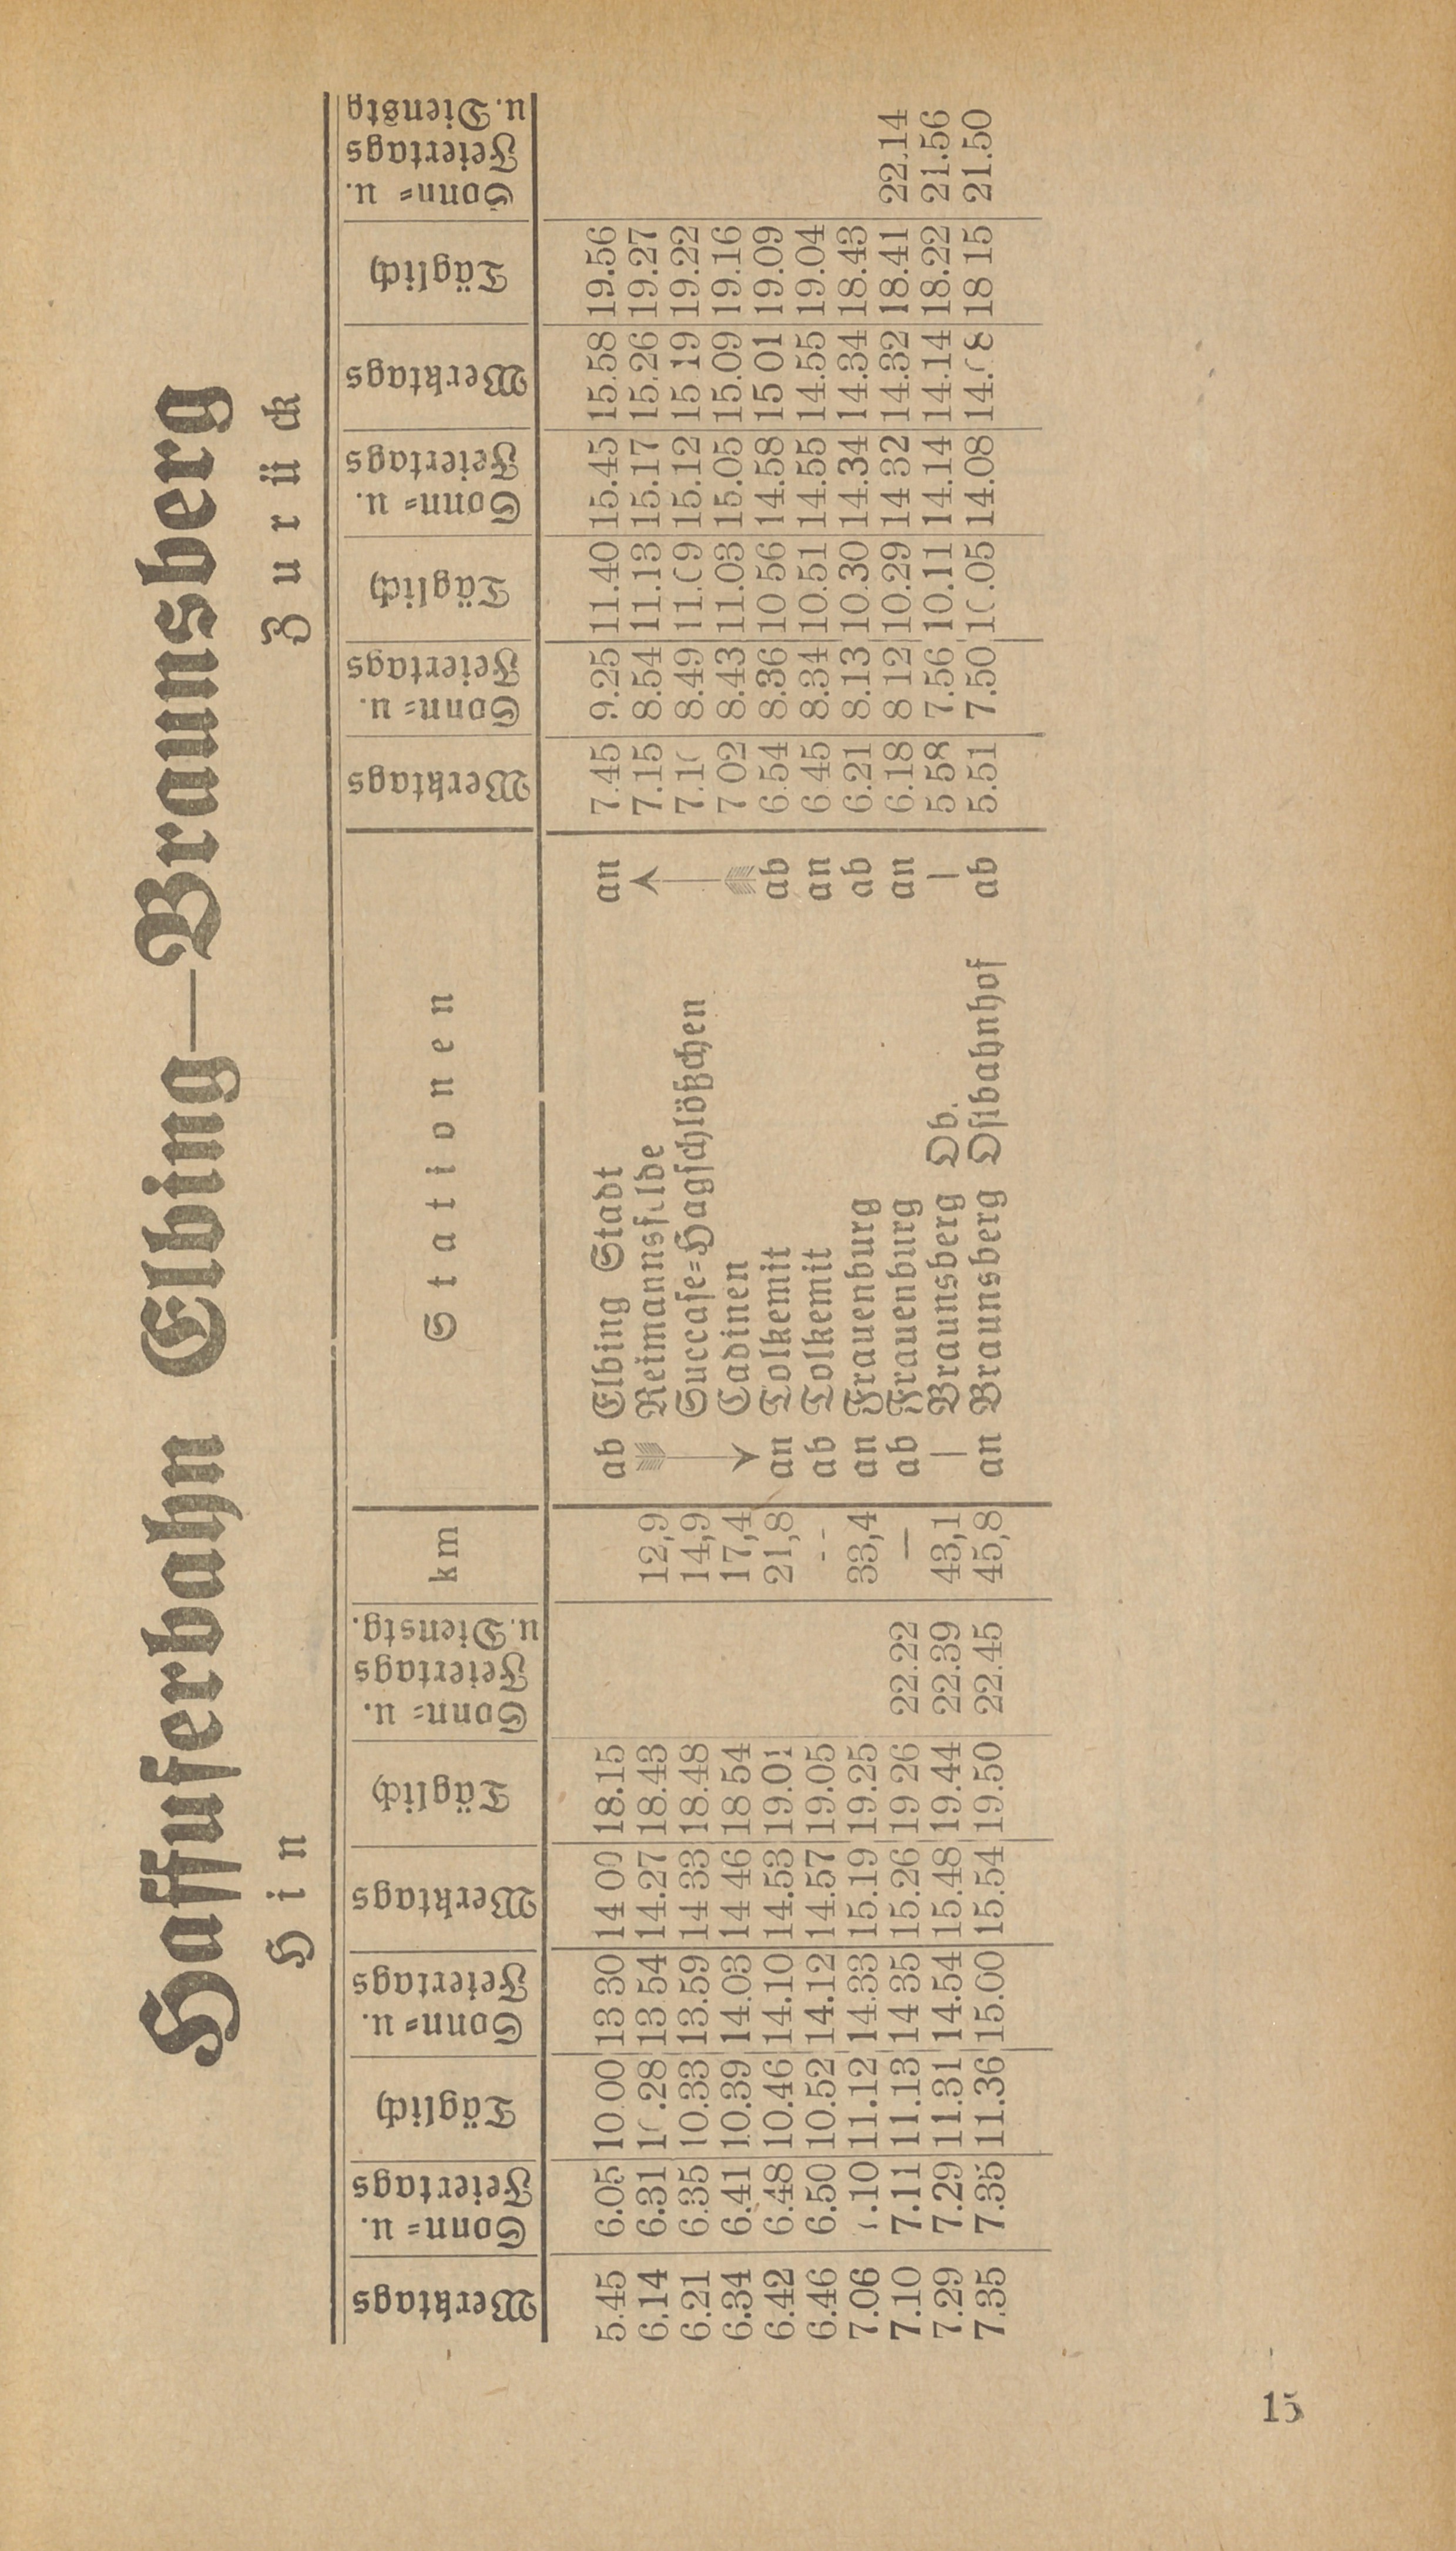 Haffuferbahn Elbing—Braunsberg
Hin Zurück
Werktags | Sonn= u. Feiertags | Täglich | Sonn= u. Feiertags | Werktags | Täglich | Sonn= u. Feiertags u. Dienstg. | km | Stationen | Werktags | Sonn= u. Feiertags | Täglich | Sonn= u. Feiertags | Werktags | Täglich | Sonn= u. Feiertags u. Dienstg
5.45 6.05 10.00 13 30 14 00 18.15 ab Elbing Stadt an 7.45 9.25 11.40 15.45 15.58 19.56
6.14 6.31 .28 13 54 14.27 18.43 12,9 Reimannsfelde 7.15 8.54 11.13 15.17 15.26 19.27
6.21 6.35 10.33 13.59 14 33 18.48 14,9 Succase=Hagschlößchen 8.49 15.12 15 19 19.22
6.34 6.41 10.39 14.03 14 46 18 54 17,4 Cadinen 7 02 8.43 11.03 15.05 15.09 19.16
6.42 6.48 10.46 14.10 14.53 19.01 21,8 an Tolkemit ab 6.54 8.36 10 56 14.58 15 01 19.09
6.46 6.50 10.52 14.12 14.57 19.05 -- ab Tolkemit an 6 45 8.34 10.51 14.55 14.55 19.04
7.06 .10 11.12 14.33 15.19 19.25 33,4 an Frauenburg ab 6.21 8.13 10.30 14.34 14.34 18.43
7.10 7.11 11.13 14 35 15.26 19 26 22.22 — ab Frauenburg an 6.18 8 12 10.29 14 32 14.32 18.41 22.14
7.29 7.29 11.31 14.54 15.48 19.44 22.39 43,1 | Braunsberg Ob. | 5 58 7.56 10.11 14.14 14.14 18.22 21.56
7.35 7.35 11.36 15.00 15.54 19.50 22.45 45,8 an Braunsberg Ostbahnhof ab 5.51 7.50 .05 14.08 18 15 21.50
15